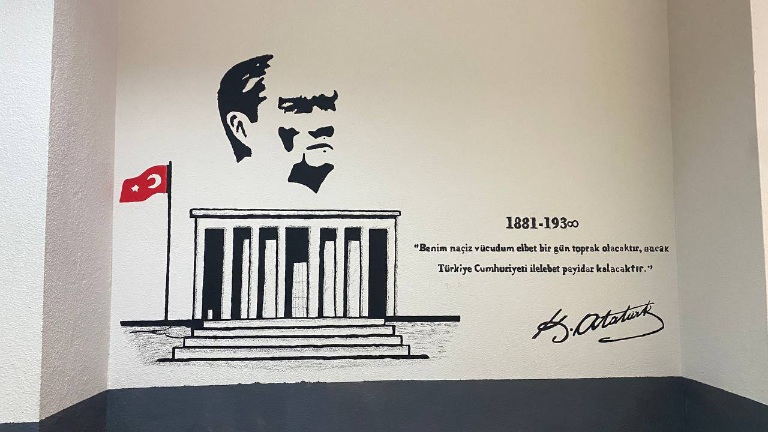 1881-193∞
"Benim naçiz vücudum elbet bir gün toprak olacaktır, ancak
Türkiye Cumhuriyeti ilelebet payidar kalacaktır."
K. Atatürk